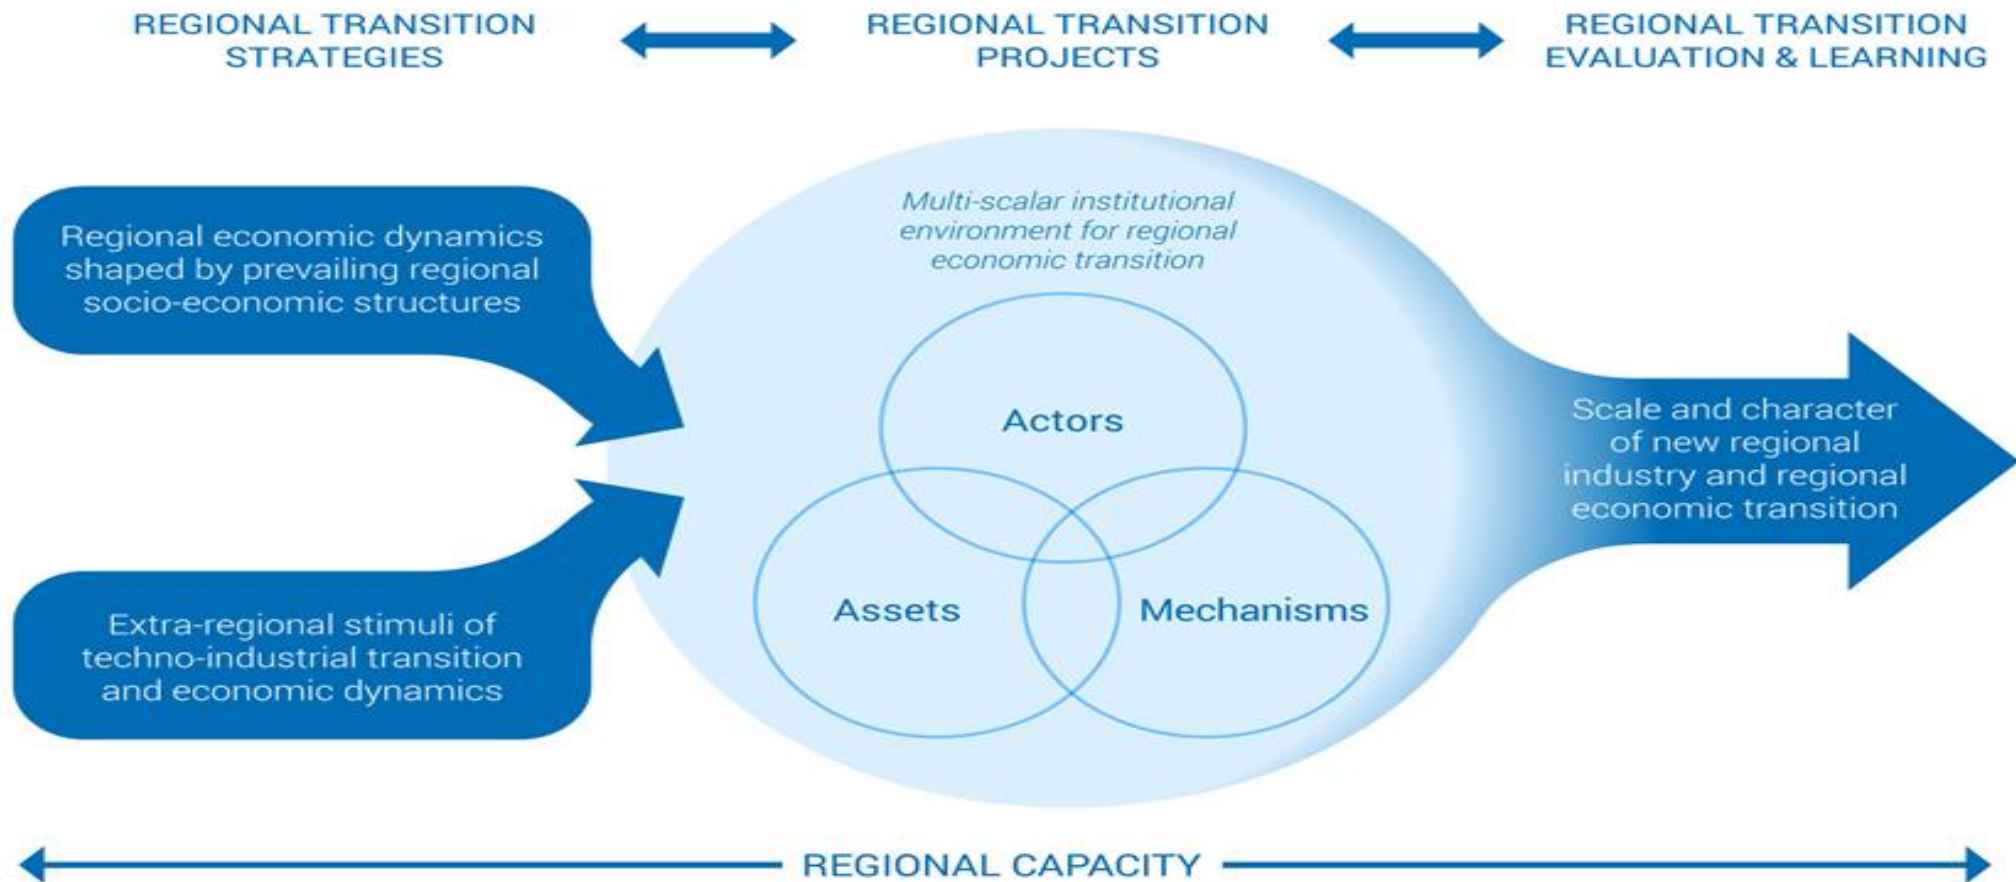 REGIONAL TRANSITION
STRATEGIES
REGIONAL TRANSITION
PROJECTS
REGIONAL TRANSITION
EVALUATION & LEARNING
Regional economic dynamics
shaped by prevailing regional
socio-economic structures
Multi-scalar institutional
environment for regional
economic transition
Actors
Assets
Mechanisms
Scale and character
of new regional
industry and regional
economic transition
Extra-regional stimuli of
techno-industrial transition
and economic dynamics
REGIONAL CAPACITY